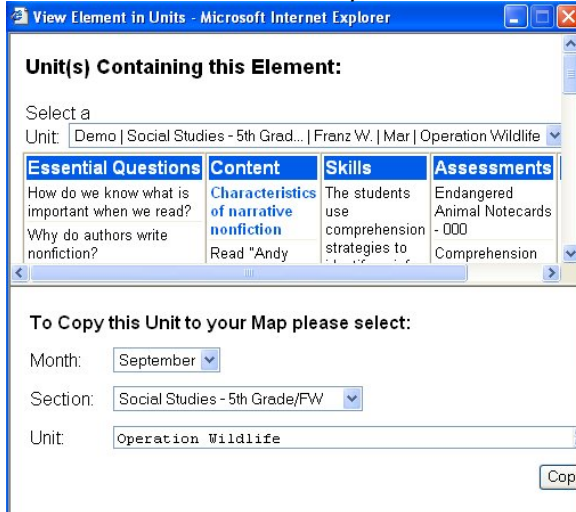 View Element in Units - Microsoft Internet Explorer
Unit(s) Containing this Element:
Select a
Unit: Demo | Social Studies - 5th Grad... | Franz W. | Mar | Operation Wildlife
Essential Questions Content Skills Assessments
How do we know what is
important when we read?
Why do authors write
nonfiction?
Characteristics
of narrative
nonfiction
Read "Andy
The students
use
comprehension
strategies to
Endangered
Animal Notecards
- 000
Comprehension
To Copy this Unit to your Map please select:
Month: September
Section: Social Studies - 5th Grade/FW
Unit: Operation Wildlife
Cop